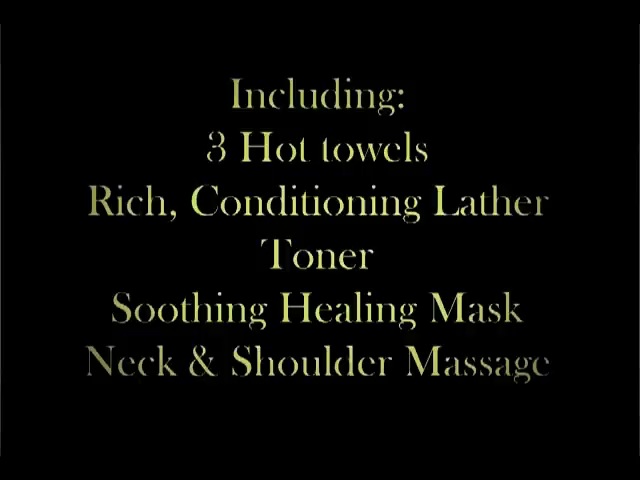 Including:
3 Hot towels
Rich, Conditioning Lather
Toner
Soothing Healing Mask
Neck & Shoulder Massage